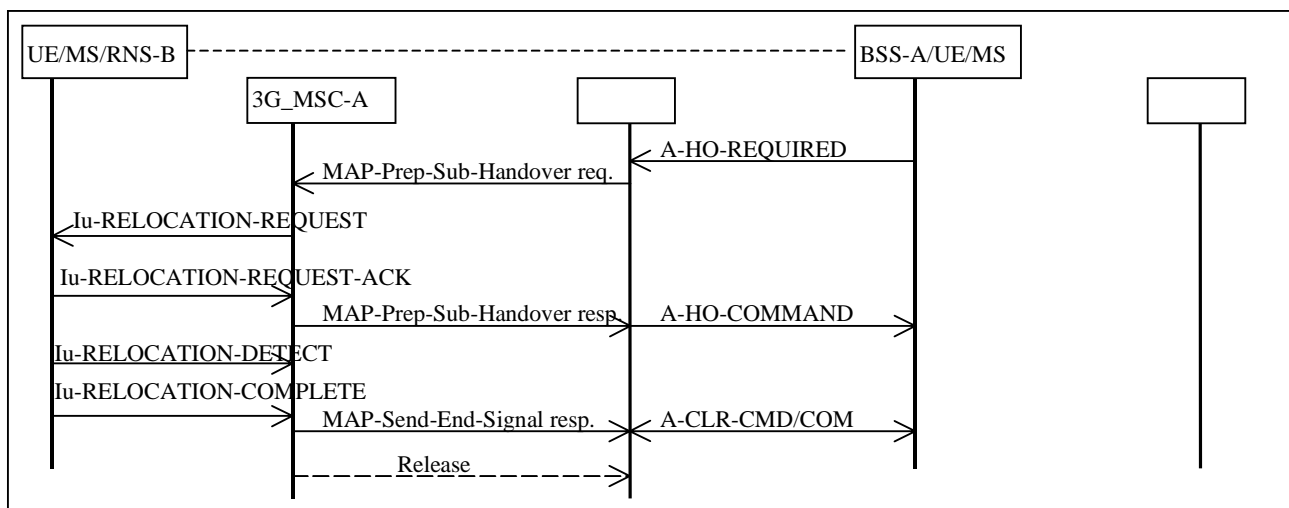 UE/MS/RNS-B
BSS-A/UE/MS
3G_MSC-A
A-HO-REQUIRED
MAP-Prep-Sub-Handover req.
Iu-RELOCATION-REQUEST
Iu-RELOCATION-REQUEST-ACK
MAP-Prep-Sub-Handover resp.
A-HO-COMMAND
Iu-RELOCATION-DETECT
Iu-RELOCATION-COMPLETE
MAP-Send-End-Signal resp.
A-CLR-CMD/COM
Release